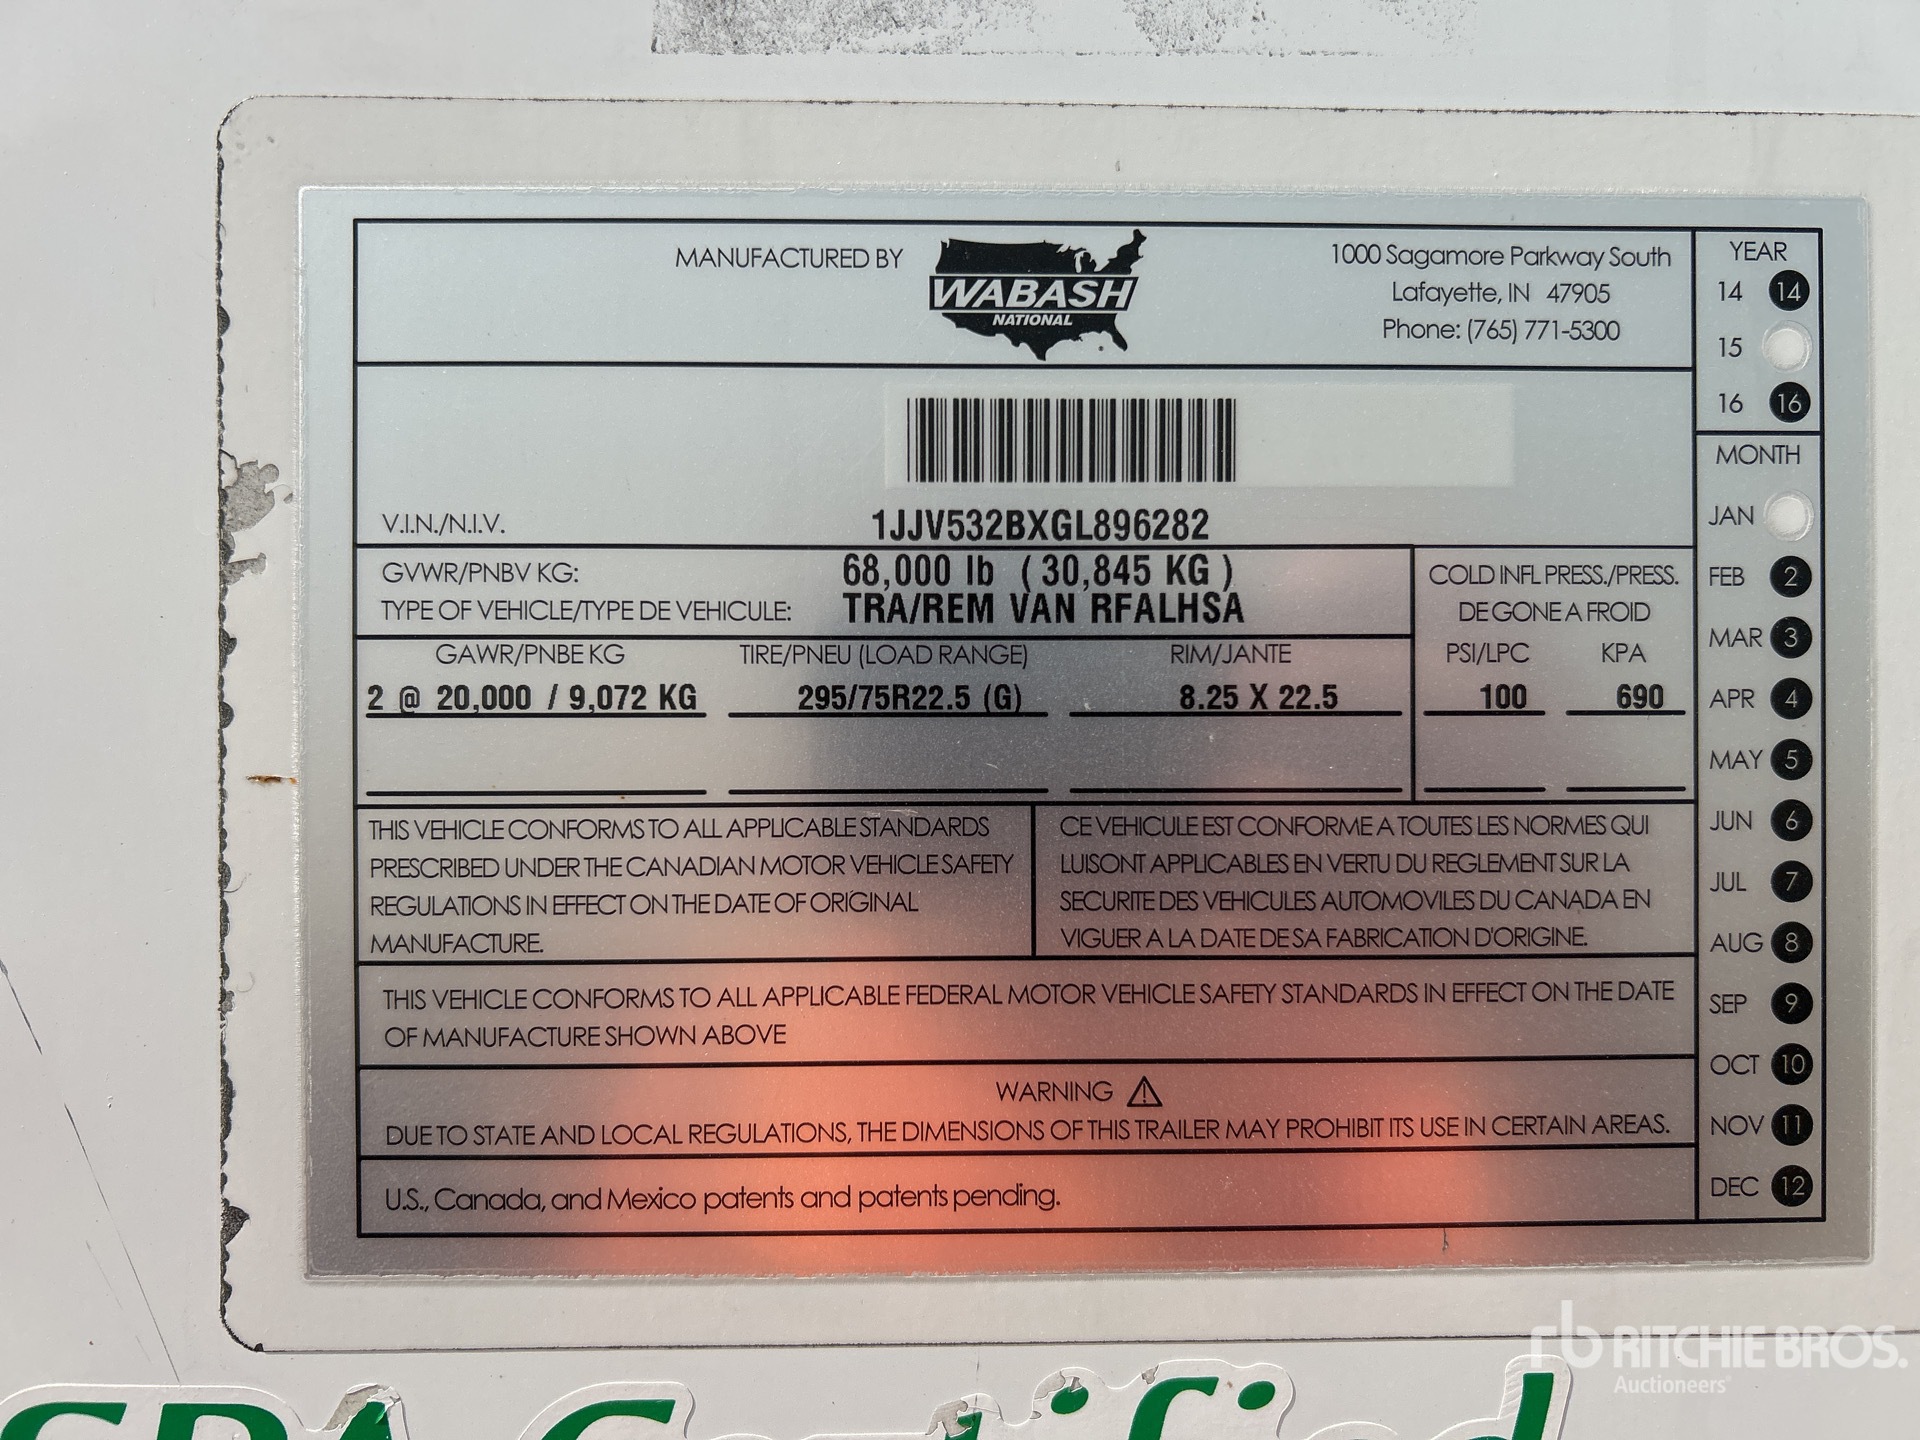 MANUFACTURED BY
WABASH
NATIONAL
1000 Sagamore Parkway South
Lafayette, IN 47905
Phone: (765) 771-5300
YEAR
14 14
15
16 16
MONTH
JAN
FEB 2
MAR 3
APR 4
MAY 5
JUN 6
JUL 7
AUG 8
SEP 9
OCT 10
NOV 11
DEC 12
V.I.N./N.I.V. 1JJV532BXGL896282
GVWR/PNBV KG: 68,000 lb ( 30,845 KG )
TYPE OF VEHICLE/TYPE DE VEHICULE: TRA/REM VAN RFALHSA
COLD INFL PRESS./PRESS.
DE GONE A FROID
GAWR/PNBE KG TIRE/PNEU (LOAD RANGE) RIM/JANTE PSI/LPC KPA
2 @ 20,000 / 9,072 KG 295/75R22.5 (G) 8.25 X 22.5 100 690
THIS VEHICLE CONFORMS TO ALL APPLICABLE STANDARDS
PRESCRIBED UNDER THE CANADIAN MOTOR VEHICLE SAFETY
REGULATIONS IN EFFECT ON THE DATE OF ORIGINAL
MANUFACTURE.
CE VEHICULE EST CONFORME A TOUTES LES NORMES QUI
LUISONT APPLICABLES EN VERTU DU REGLEMENT SUR LA
SECURITE DES VEHICULES AUTOMOVILES DU CANADA EN
VIGUER A LA DATE DE SA FABRICATION D'ORIGINE.
THIS VEHICLE CONFORMS TO ALL APPLICABLE FEDERAL MOTOR VEHICLE SAFETY STANDARDS IN EFFECT ON THE DATE
OF MANUFACTURE SHOWN ABOVE
WARNING
DUE TO STATE AND LOCAL REGULATIONS, THE DIMENSIONS OF THIS TRAILER MAY PROHIBIT ITS USE IN CERTAIN AREAS.
U.S., Canada, and Mexico patents and patents pending.
rb RITCHIE BROS.
Auctioneers
Certified